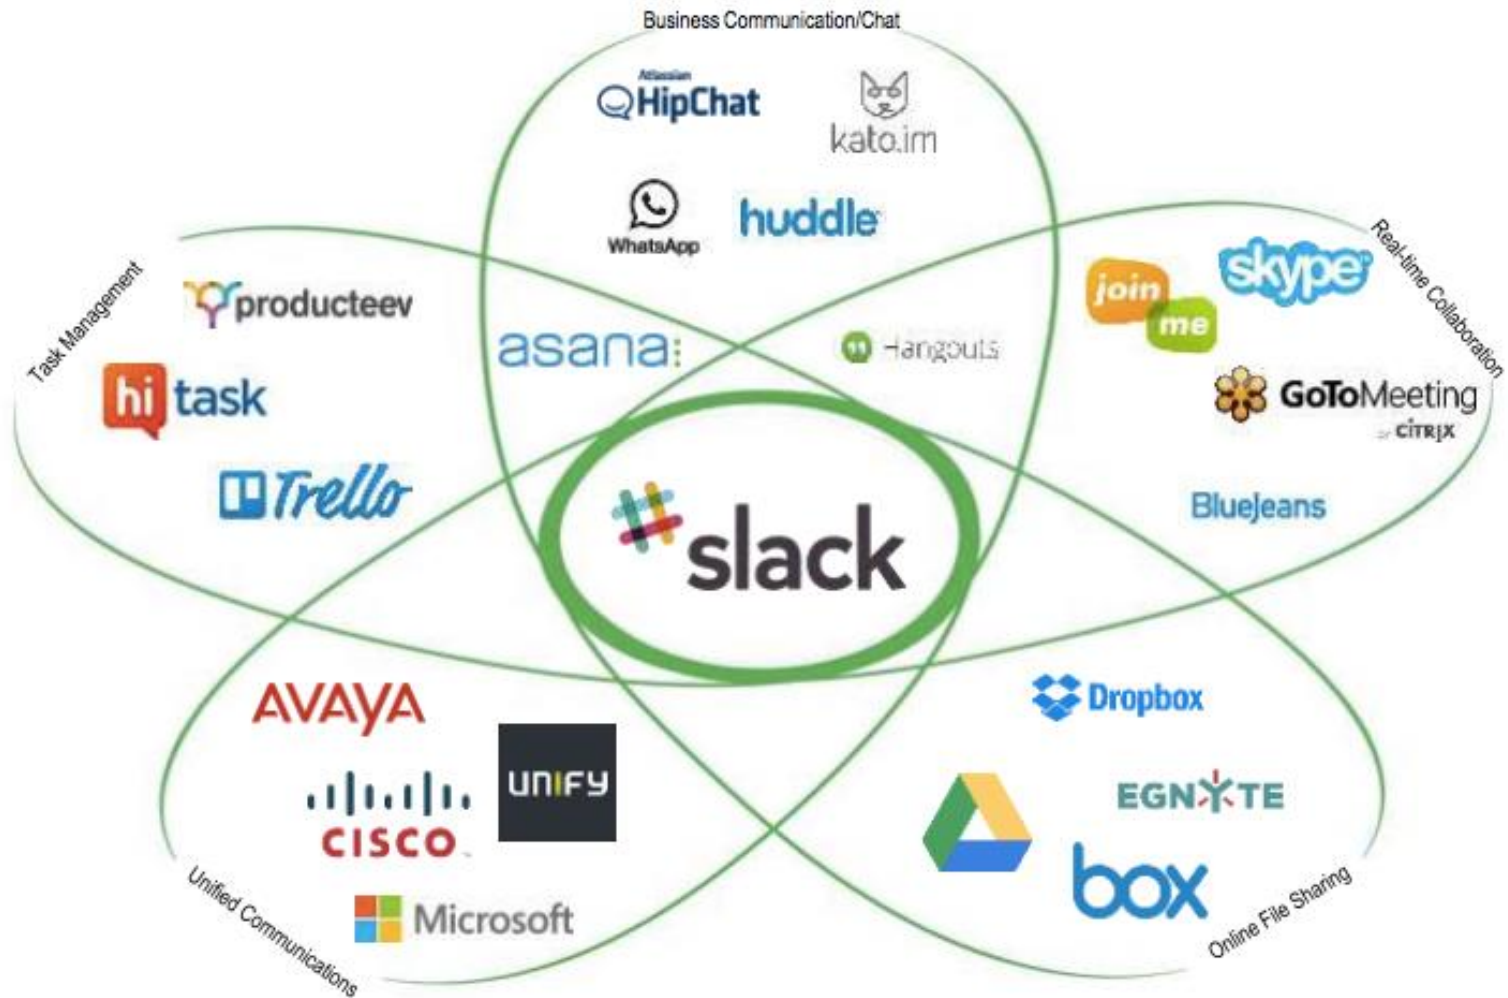 Business Communication/Chat
Atlassian
HipChat
kato.im
WhatsApp
huddle
Task Management
producteev
hi task
Trello
asana
Hangouts
join
me
skype
Real-time Collaboration
GoToMeeting
CITRIX
BlueJeans
slack
AVAYA
UNIFY
CISCO
Microsoft
Unified Communications
Dropbox
EGNYTE
box
Online File Sharing